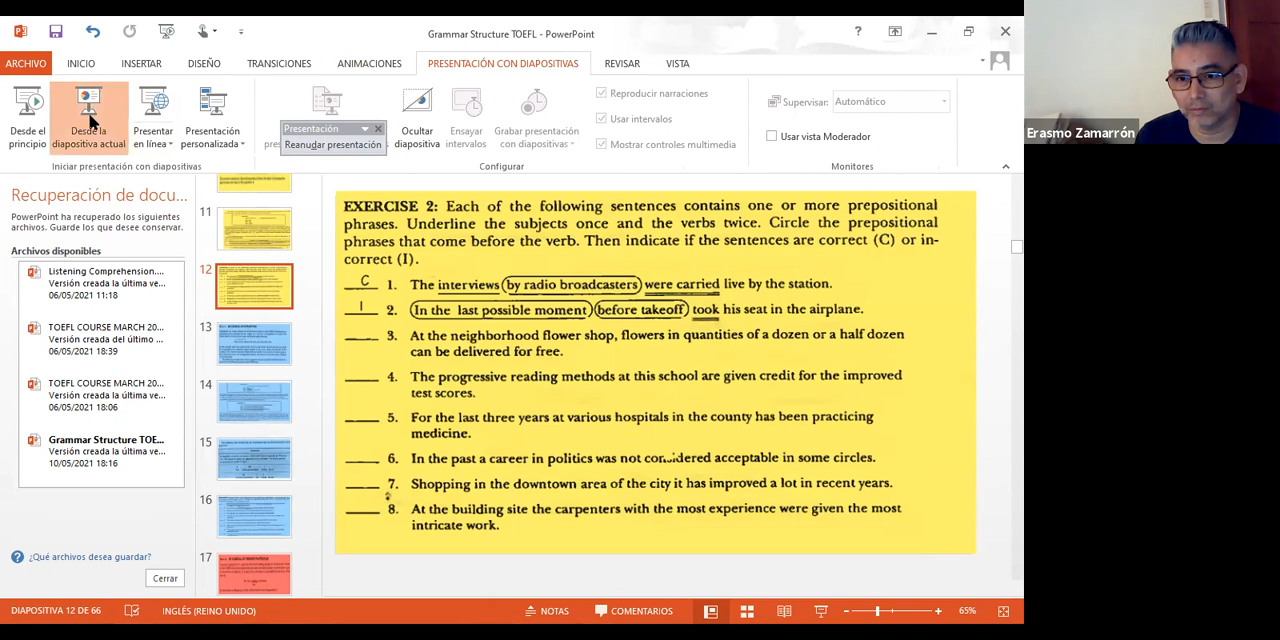 Grammar Structure TOEFL - PowerPoint
ARCHIVO INICIO INSERTAR DISEÑO TRANSICIONES ANIMACIONES PRESENTACIÓN CON DIAPOSITIVAS REVISAR VISTA
Desde el principio
Desde la diapositiva actual
Presentar en línea
Presentación personalizada
Iniciar presentación con diapositivas
Presentación
Reanudar presentación
Ocultar diapositiva
Ensayar intervalos
Grabar presentación con diapositivas
Reproducir narraciones
Usar intervalos
Mostrar controles multimedia
Configurar
Supervisar: Automático
Usar vista Moderador
Monitores
Erasmo Zamarrón
Recuperación de docu...
PowerPoint ha recuperado los siguientes
archivos. Guarde los que desee conservar.
Archivos disponibles
Listening Comprehension....
Versión creada la última ve...
06/05/2021 11:18
TOEFL COURSE MARCH 20...
Versión creada del último ...
06/05/2021 18:39
TOEFL COURSE MARCH 20...
Versión creada la última ve...
06/05/2021 18:06
Grammar Structure TOE...
Versión creada la última ve...
10/05/2021 18:16
¿Qué archivos desea guardar?
Cerrar
11
12
13
14
15
16
17
EXERCISE 2: Each of the following sentences contains one or more prepositional
phrases. Underline the subjects once and the verbs twice. Circle the prepositional
phrases that come before the verb. Then indicate if the sentences are correct (C) or in-
correct (I).
C 1. The interviews by radio broadcasters were carried live by the station.
I 2. In the last possible moment before takeoff took his seat in the airplane.
3. At the neighborhood flower shop, flowers in quantities of a dozen or a half dozen
can be delivered for free.
4. The progressive reading methods at this school are given credit for the improved
test scores.
5. For the last three years at various hospitals in the county has been practicing
medicine.
6. In the past a career in politics was not considered acceptable in some circles.
7. Shopping in the downtown area of the city it has improved a lot in recent years.
8. At the building site the carpenters with the most experience were given the most
intricate work.
DIAPOSITIVA 12 DE 66 INGLÉS (REINO UNIDO) NOTAS COMENTARIOS 65%